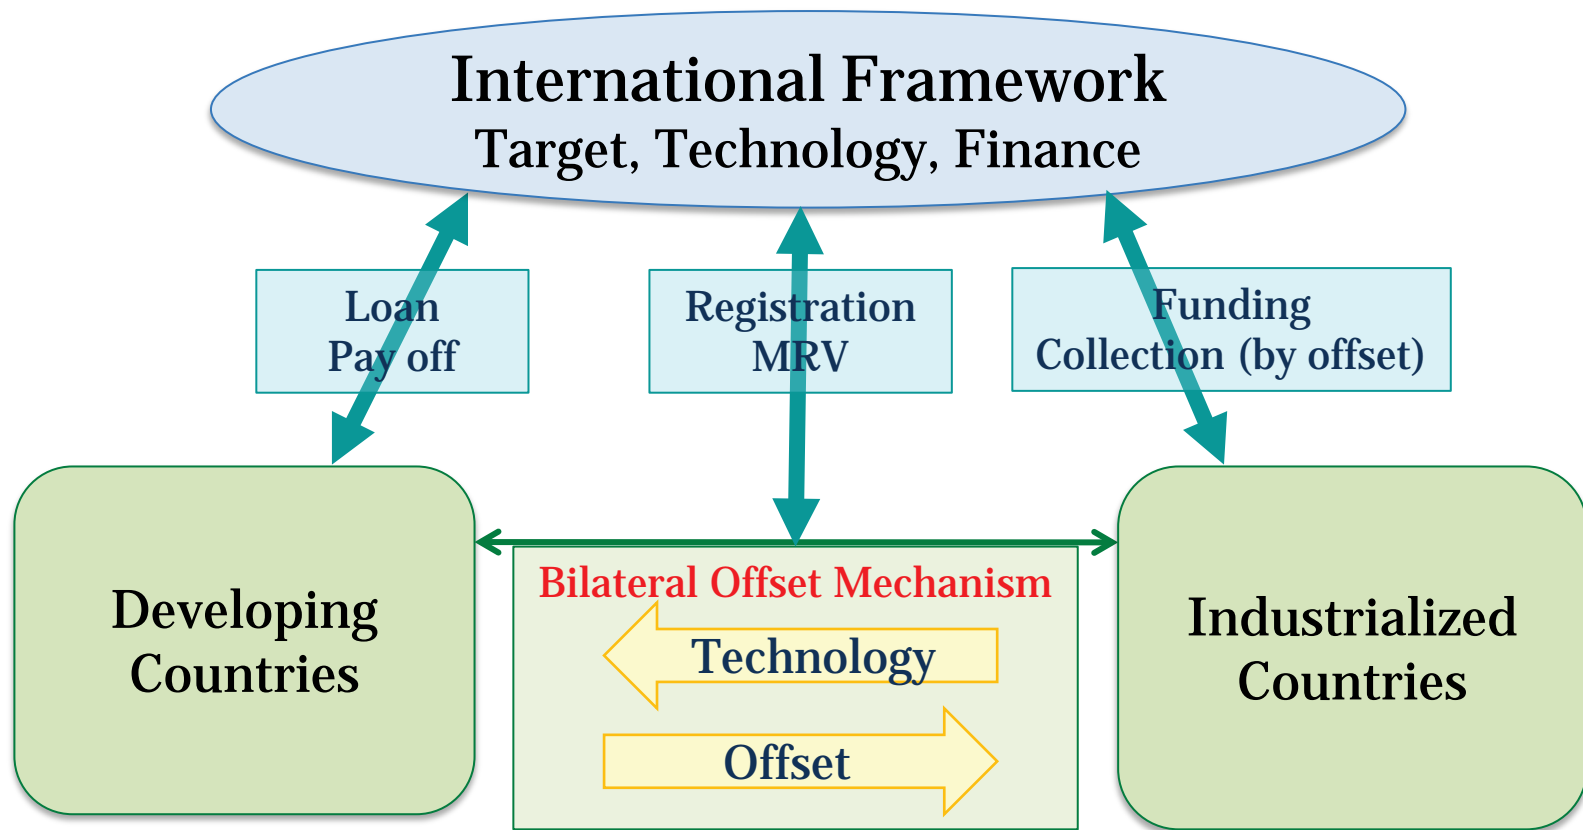 International Framework
Target, Technology, Finance
Loan
Pay off
Registration
MRV
Funding
Collection (by offset)
Developing
Countries
Bilateral Offset Mechanism
Technology
Offset
Industrialized
Countries